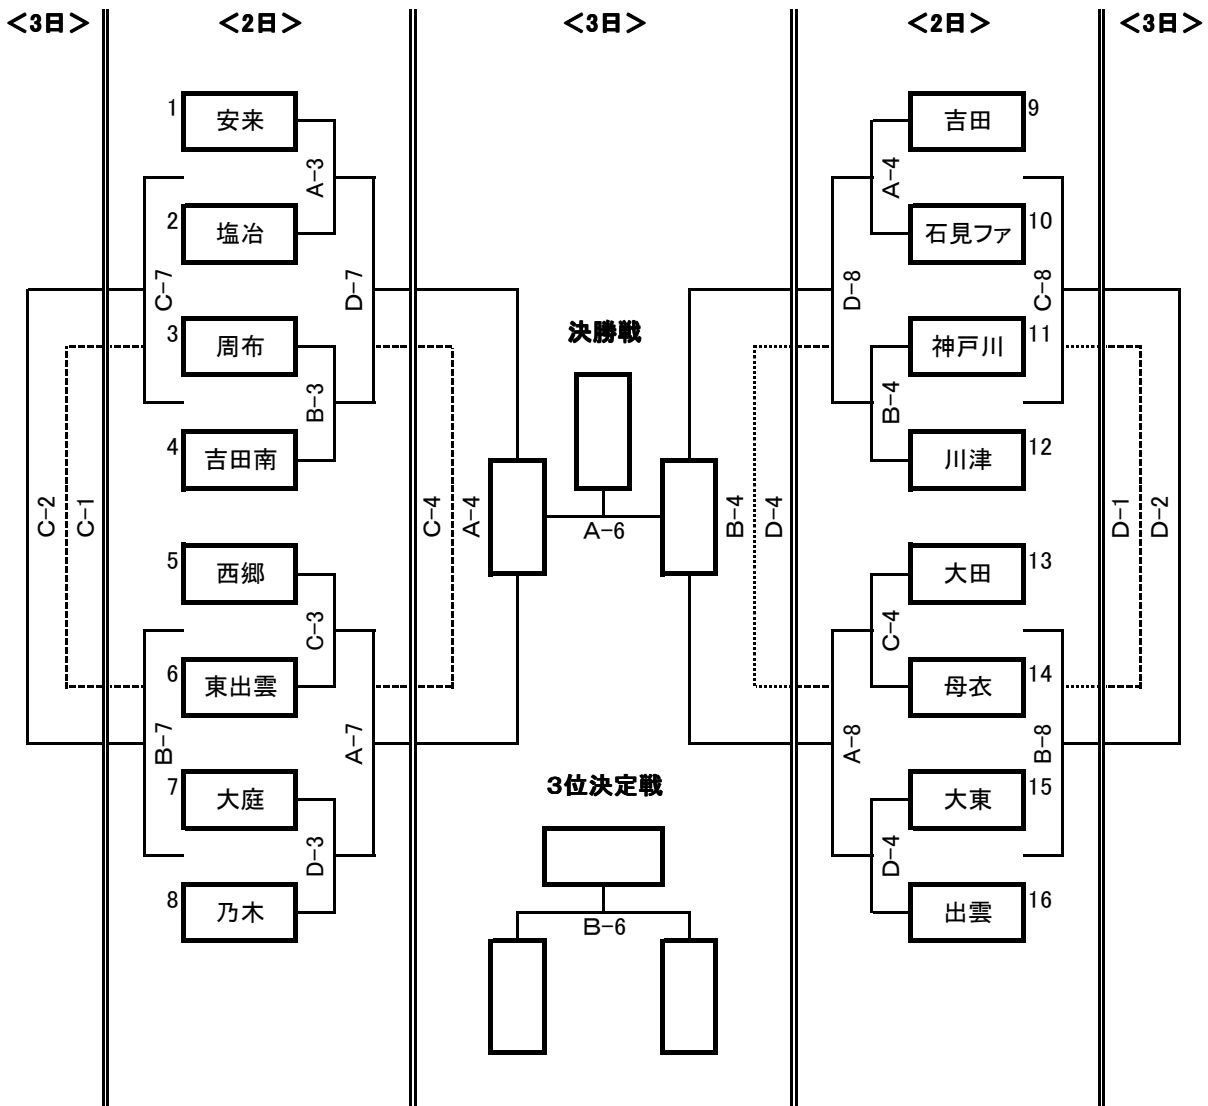 ＜3日＞
＜2日＞
＜3日＞
＜2日＞
＜3日＞
1
安来
9
吉田
A-3
A-4
2
塩冶
10
石見ファ
C-7
D-7
D-8
C-8
3
周布
決勝戦
11
神戸川
B-3
B-4
4
吉田南
12
川津
C-2
C-1
C-4
A-4
A-6
B-4
D-4
D-1
D-2
5
西郷
13
大田
C-3
C-4
6
東出雲
14
母衣
B-7
A-7
A-8
B-8
7
大庭
3位決定戦
15
大東
D-3
D-4
8
乃木
B-6
16
出雲